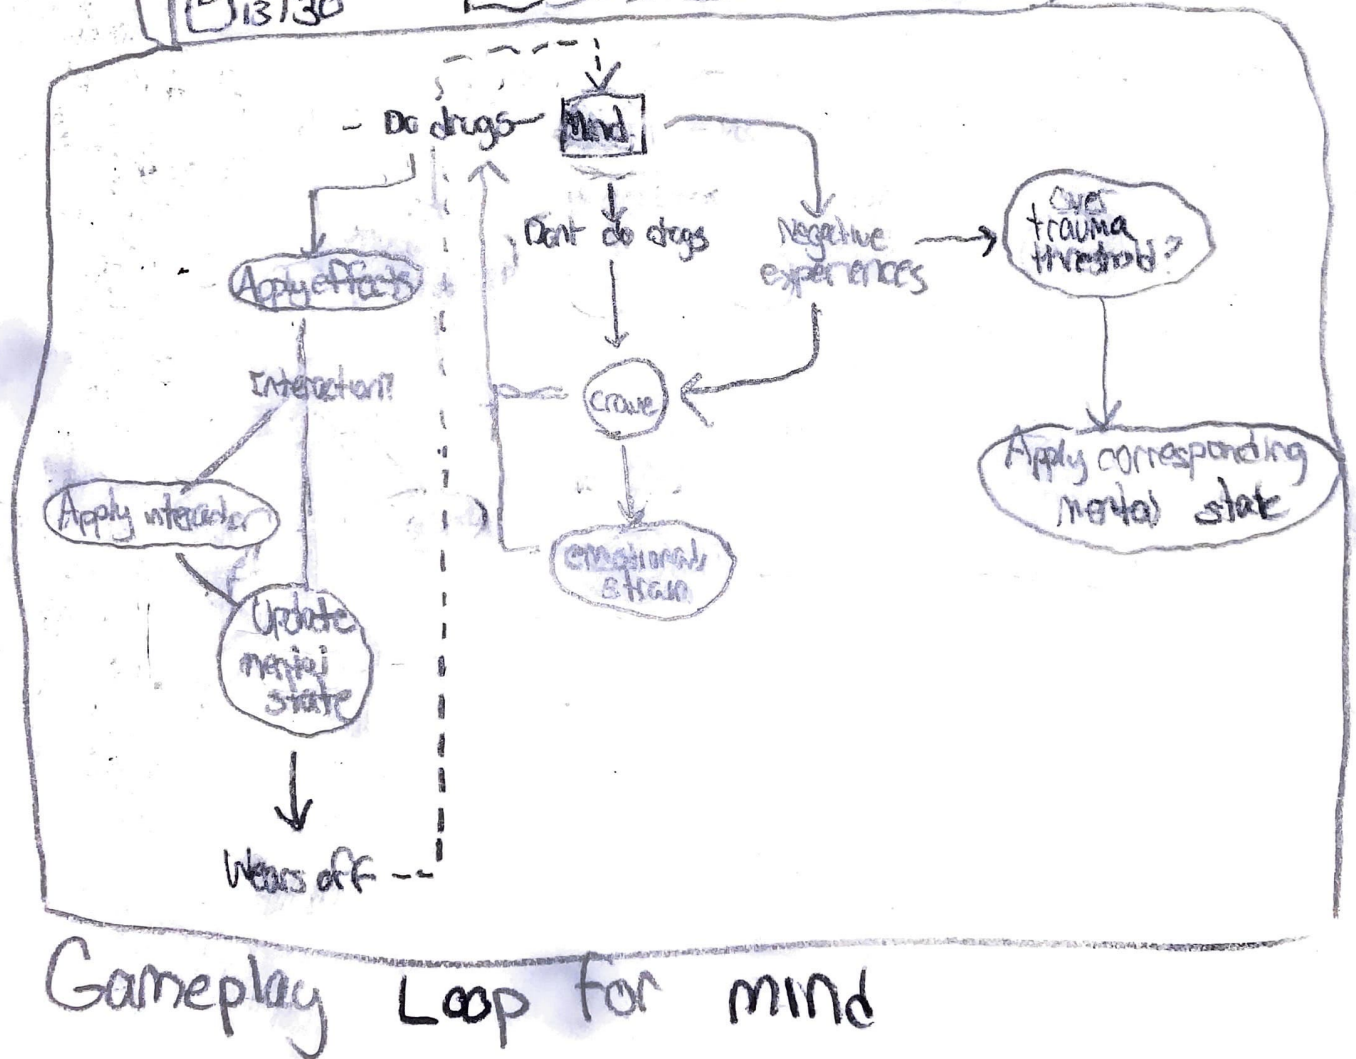 13/30
- Do drugs
Mind
Dont do drugs
Negative
experiences
over
trauma
threshold?
Apply effects
Interaction?
crave
Apply corresponding
mental state
Apply interaction
emotional
strain
Update
mental
state
Wears off
Gameplay Loop for mind